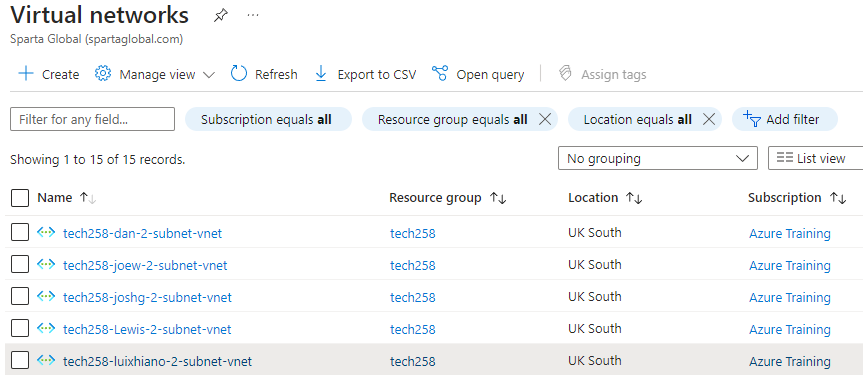 Virtual networks ...
Sparta Global (spartaglobal.com)
+ Create Manage view Refresh Export to CSV Open query Assign tags
Filter for any field... Subscription equals all Resource group equals all Location equals all Add filter
Showing 1 to 15 of 15 records. No grouping List view
Name Resource group Location Subscription
tech258-dan-2-subnet-vnet tech258 UK South Azure Training
tech258-joew-2-subnet-vnet tech258 UK South Azure Training
tech258-joshg-2-subnet-vnet tech258 UK South Azure Training
tech258-Lewis-2-subnet-vnet tech258 UK South Azure Training
tech258-luixhiano-2-subnet-vnet tech258 UK South Azure Training